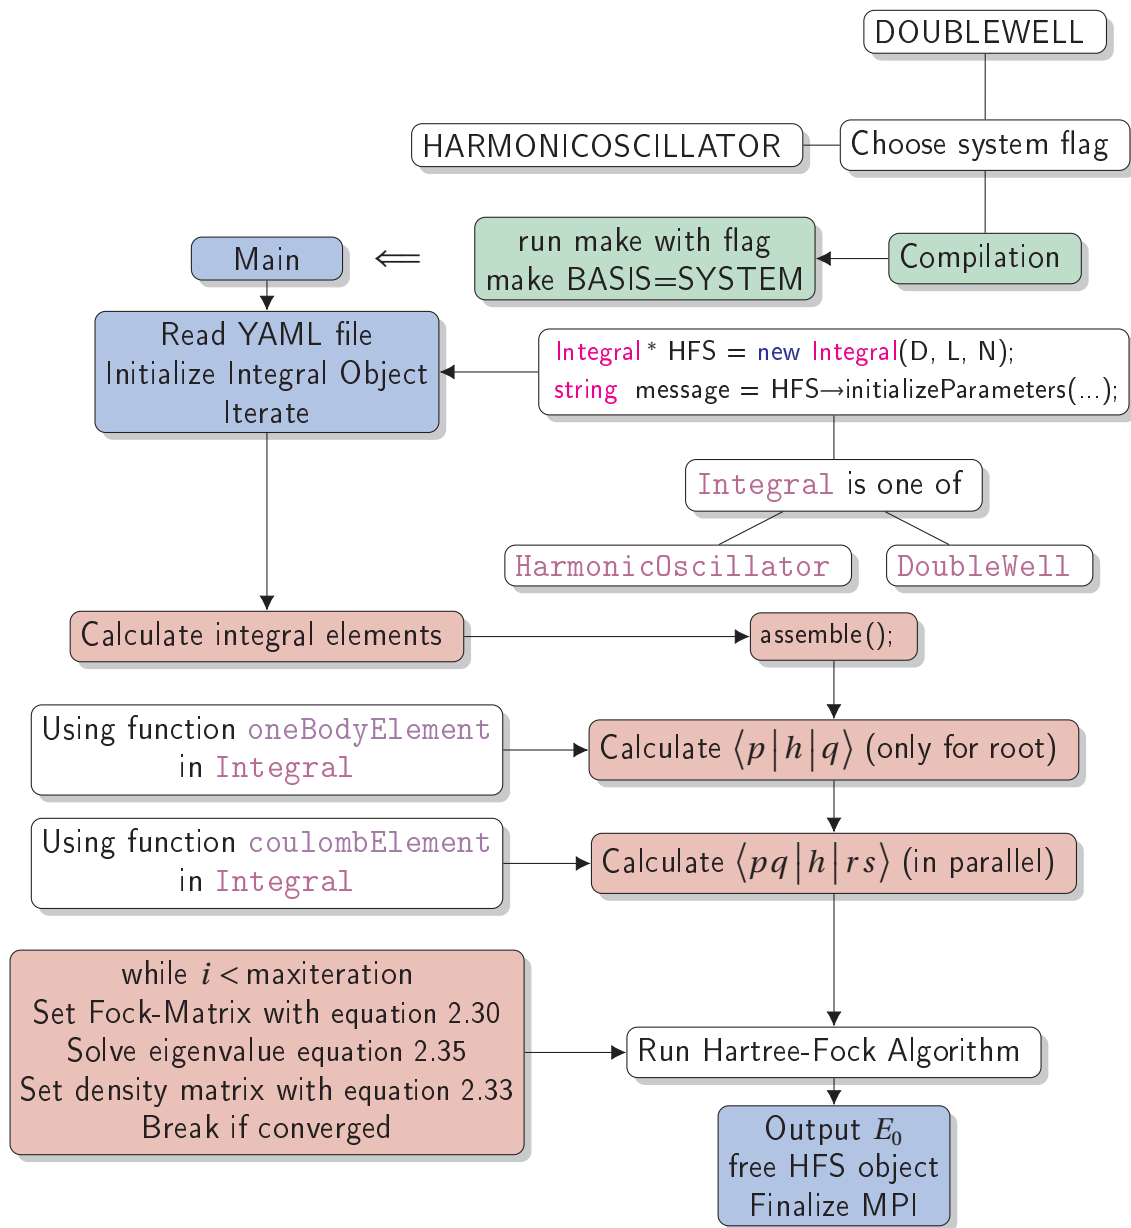 DOUBLEWELL
HARMONICOSCILLATOR
Choose system flag
Main
⇐
run make with flag
make BASIS=SYSTEM
Compilation
Read YAML file
Initialize Integral Object
Iterate
Integral* HFS = new Integral(D, L, N);
string message = HFS→initializeParameters(...);
Integral is one of
HarmonicOscillator
DoubleWell
Calculate integral elements
assemble();
Using function oneBodyElement
in Integral
Calculate ⟨p|h|q⟩ (only for root)
Using function coulombElement
in Integral
Calculate ⟨pq|h|rs⟩ (in parallel)
while i < maxiteration
Set Fock-Matrix with equation 2.30
Solve eigenvalue equation 2.35
Set density matrix with equation 2.33
Break if converged
Run Hartree-Fock Algorithm
Output E₀
free HFS object
Finalize MPI